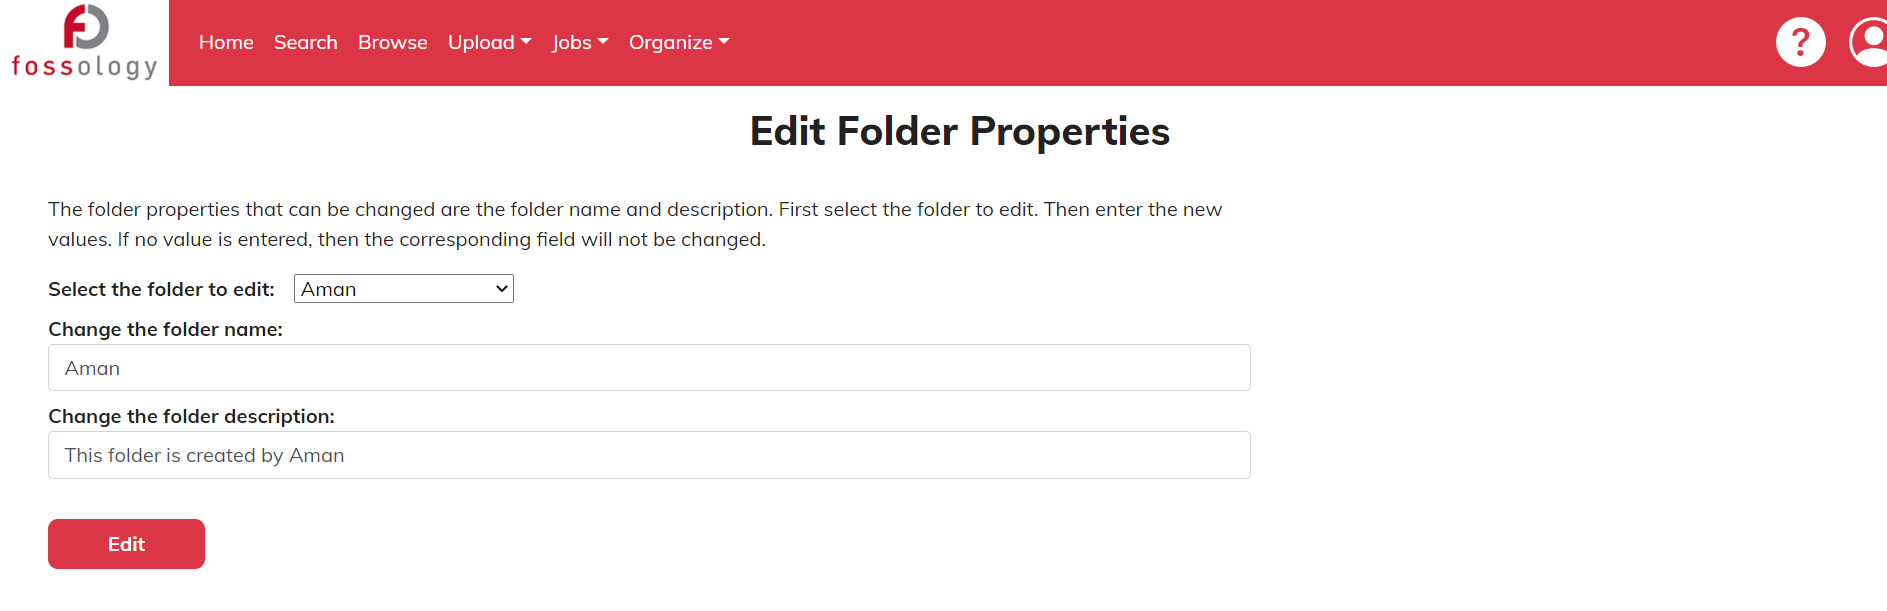 fossology
Home Search Browse Upload Jobs Organize
?
Edit Folder Properties
The folder properties that can be changed are the folder name and description. First select the folder to edit. Then enter the new
values. If no value is entered, then the corresponding field will not be changed.
Select the folder to edit: Aman
Change the folder name:
Aman
Change the folder description:
This folder is created by Aman
Edit